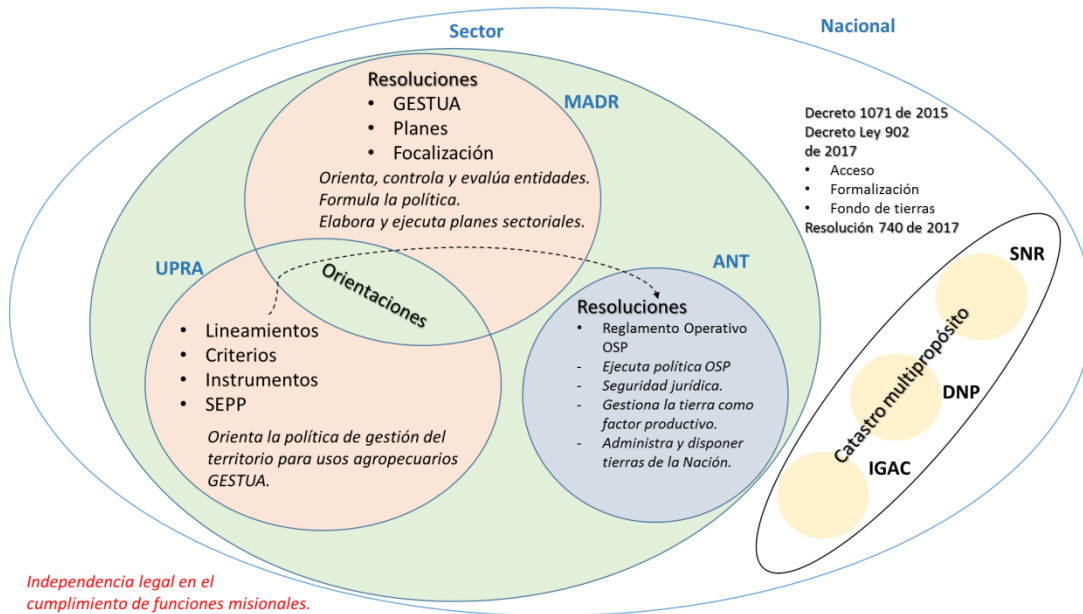 Nacional
Sector
MADR
Resoluciones
• GESTUA
• Planes
• Focalización
Orienta, controla y evalúa entidades.
Formula la política.
Elabora y ejecuta planes sectoriales.
Decreto 1071 de 2015
Decreto Ley 902
de 2017
• Acceso
• Formalización
• Fondo de tierras
Resolución 740 de 2017
UPRA
Orientaciones
• Lineamientos
• Criterios
• Instrumentos
• SEPP
Orienta la política de gestión del
territorio para usos agropecuarios
GESTUA.
ANT
Resoluciones
• Reglamento Operativo
OSP
- Ejecuta política OSP
- Seguridad jurídica.
- Gestiona la tierra como
factor productivo.
- Administra y disponer
tierras de la Nación.
SNR
Catastro multipropósito
DNP
IGAC
Independencia legal en el
cumplimiento de funciones misionales.